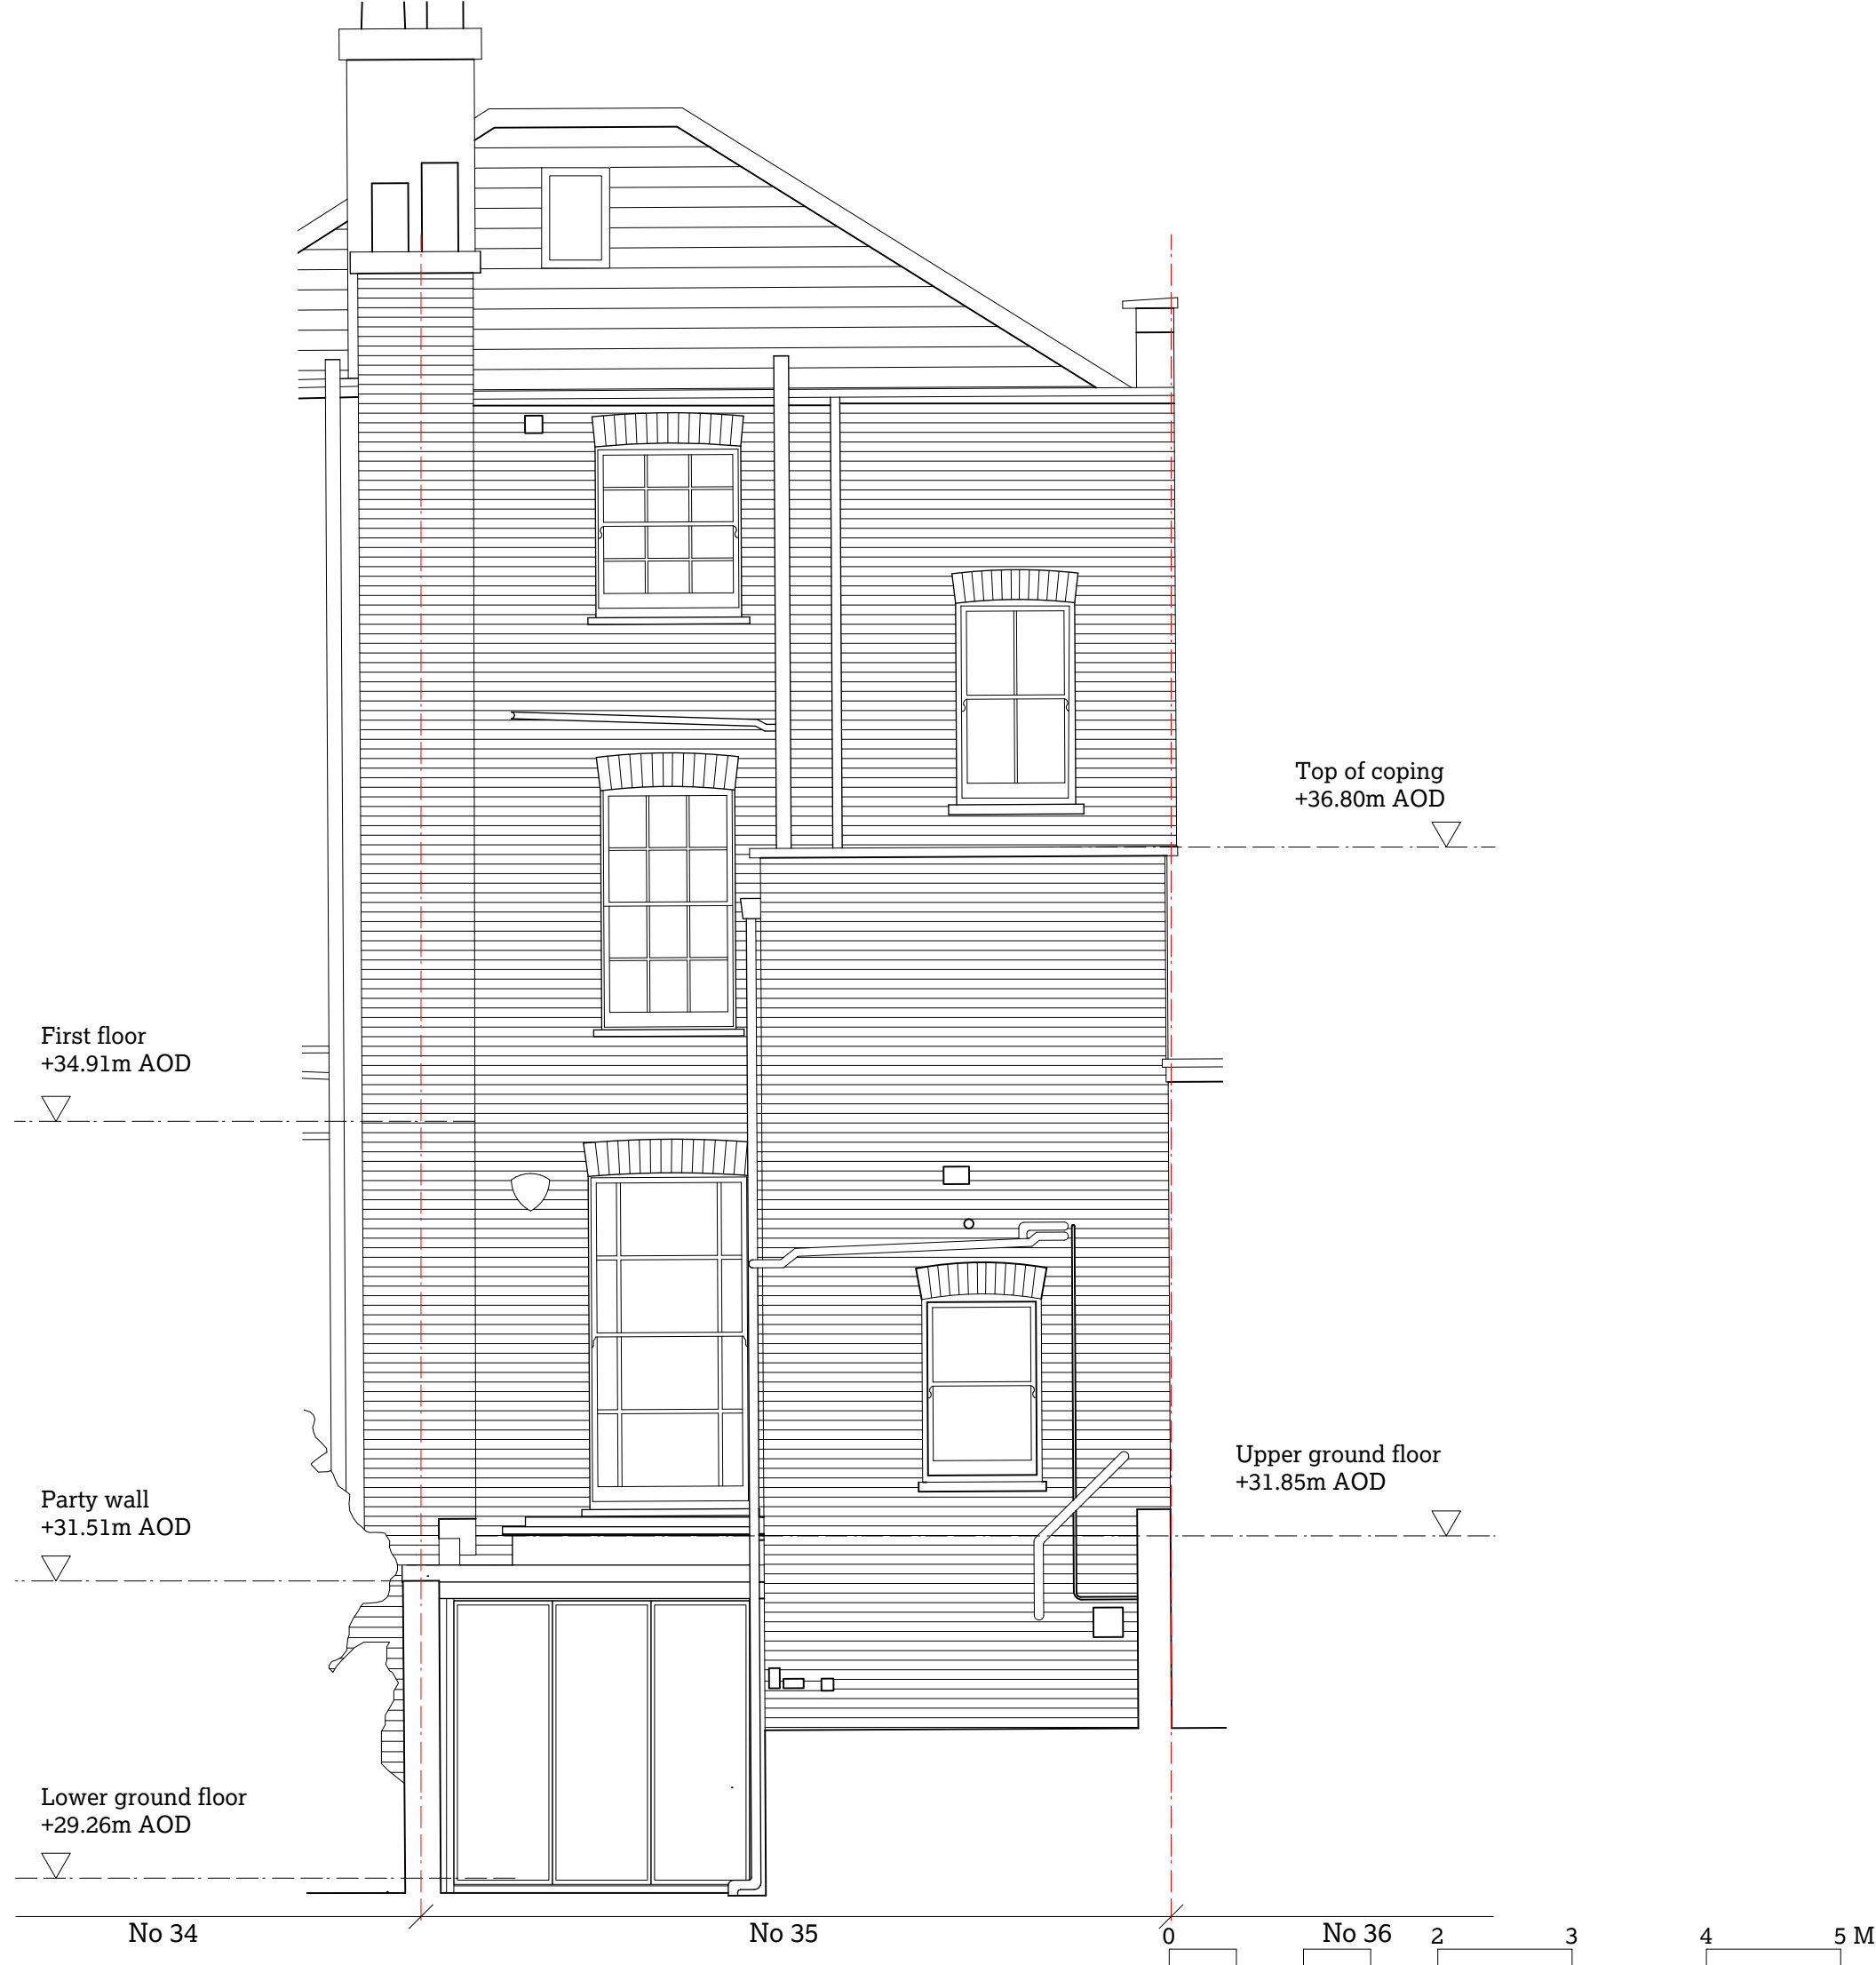 Top of coping
+36.80m AOD
First floor
+34.91m AOD
Upper ground floor
+31.85m AOD
Party wall
+31.51m AOD
Lower ground floor
+29.26m AOD
No 34
No 35
No 36
0 2 3 4 5 M